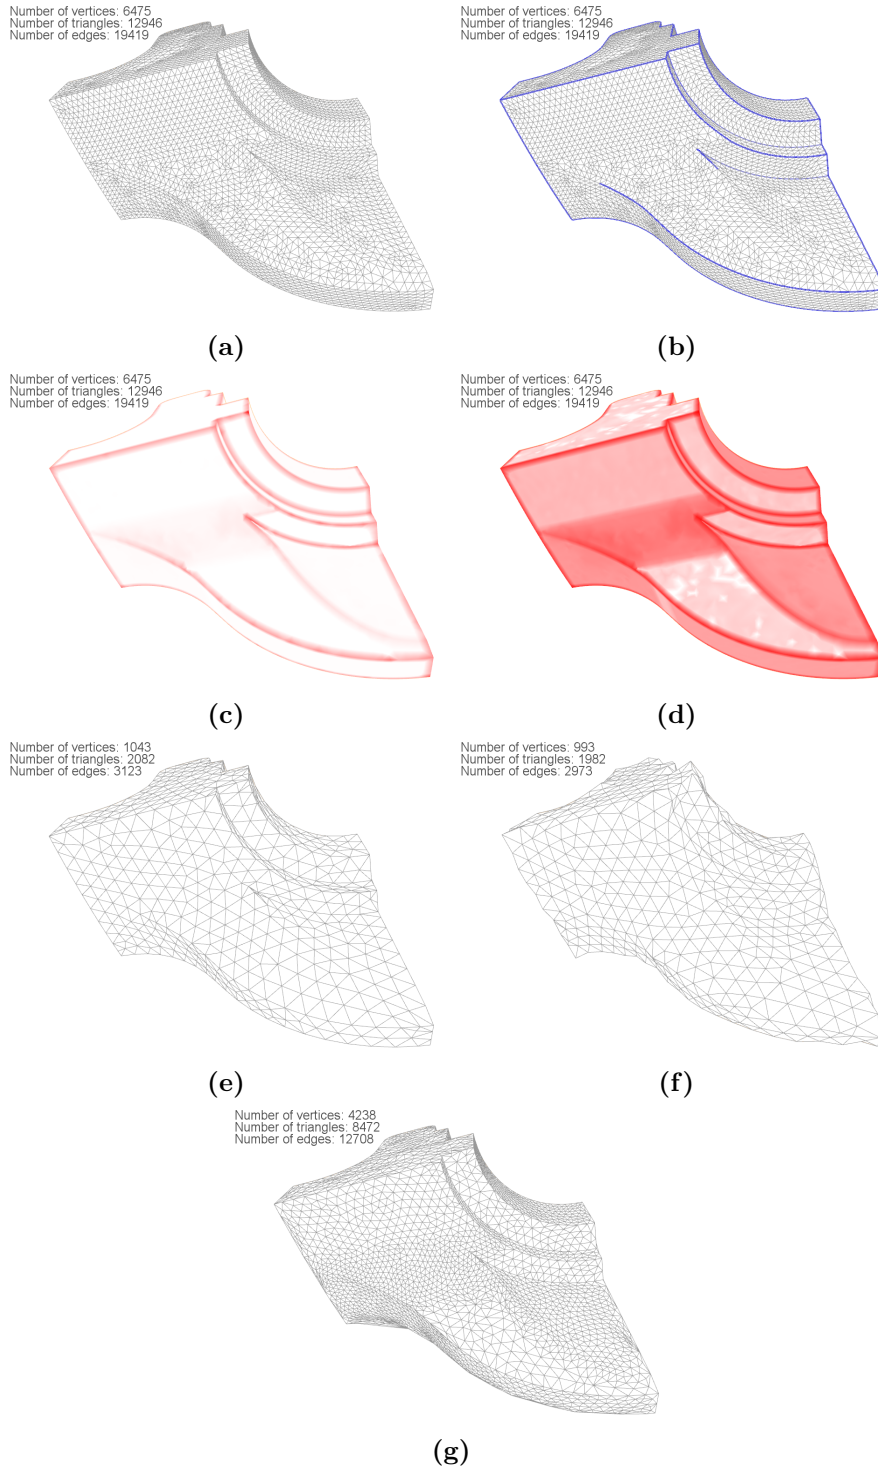 Number of vertices: 6475
Number of triangles: 12946
Number of edges: 19419
(a)
Number of vertices: 6475
Number of triangles: 12946
Number of edges: 19419
(b)
Number of vertices: 6475
Number of triangles: 12946
Number of edges: 19419
(c)
Number of vertices: 6475
Number of triangles: 12946
Number of edges: 19419
(d)
Number of vertices: 1043
Number of triangles: 2082
Number of edges: 3123
(e)
Number of vertices: 993
Number of triangles: 1982
Number of edges: 2973
(f)
Number of vertices: 4238
Number of triangles: 8472
Number of edges: 12708
(g)